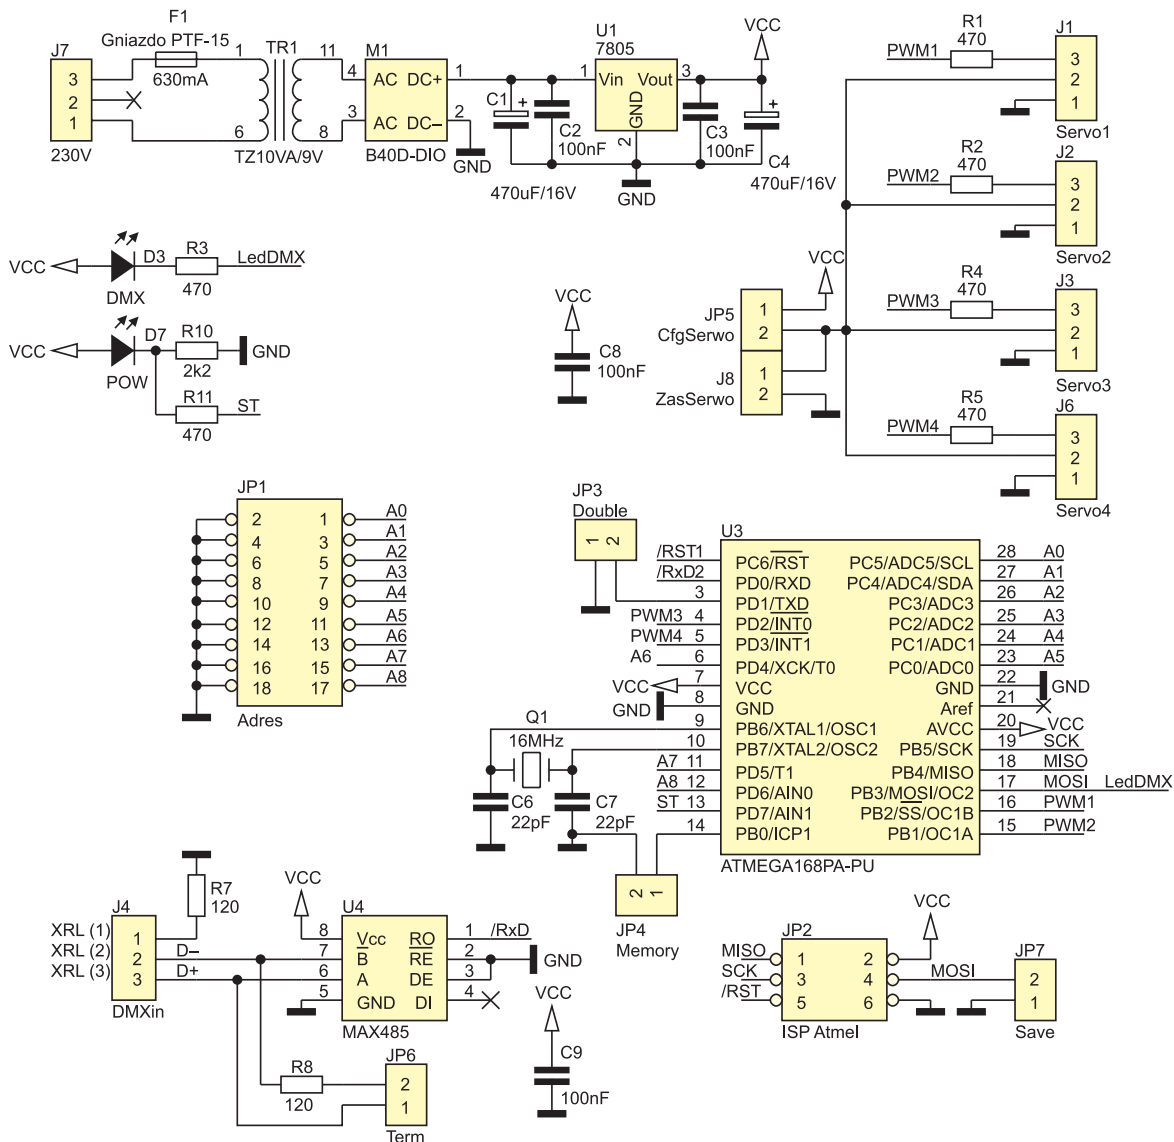 F1
Gniazdo PTF-15
630mA
J7
3
2
1
230V
1
6
TR1
11
8
TZ10VA/9V
M1
4 AC DC+ 1
3 AC DC– 2
B40D-DIO
GND
C1
+
470uF/16V
C2
100nF
U1
7805
1 Vin Vout 3
GND
2
GND
C3
100nF
VCC
+
C4
470uF/16V
PWM1
R1
470
J1
3
2
1
Servo1
PWM2
R2
470
J2
3
2
1
Servo2
PWM3
R4
470
J3
3
2
1
Servo3
PWM4
R5
470
J6
3
2
1
Servo4
VCC
D3
DMX
R3
470
LedDMX
VCC
D7
POW
R10
2k2
GND
R11
470
ST
VCC
C8
100nF
VCC
JP5
CfgSerwo
1
2
J8
ZasSerwo
1
2
JP1
2 1 A0
4 3 A1
6 5 A2
8 7 A3
10 9 A4
12 11 A5
14 13 A6
16 15 A7
18 17 A8
Adres
JP3
Double
1 2
U3
/RST 1 PC6/RST PC5/ADC5/SCL 28 A0
/RxD 2 PD0/RXD PC4/ADC4/SDA 27 A1
3 PD1/TXD PC3/ADC3 26 A2
PWM3 4 PD2/INT0 PC2/ADC2 25 A3
PWM4 5 PD3/INT1 PC1/ADC1 24 A4
A6 6 PD4/XCK/T0 PC0/ADC0 23 A5
VCC 7 VCC GND 22 GND
GND 8 GND Aref 21
9 PB6/XTAL1/OSC1 AVCC 20 VCC
10 PB7/XTAL2/OSC2 PB5/SCK 19 SCK
A7 11 PD5/T1 PB4/MISO 18 MISO
A8 12 PD6/AIN0 PB3/MOSI/OC2 17 MOSI LedDMX
ST 13 PD7/AIN1 PB2/SS/OC1B 16 PWM1
14 PB0/ICP1 PB1/OC1A 15 PWM2
ATMEGA168PA-PU
Q1
16MHz
C6
22pF
C7
22pF
2 1
JP4
Memory
R7
120
J4
XRL (1) 1
XRL (2) 2 D–
XRL (3) 3 D+
DMXin
VCC
U4
8 Vcc RO 1 /RxD
7 B RE 2
6 A DE 3
5 GND DI 4
MAX485
GND
VCC
C9
100nF
R8
120
JP6
2
1
Term
VCC
JP2
MISO 1 2
SCK 3 4 MOSI
/RST 5 6
ISP Atmel
JP7
2
1
Save